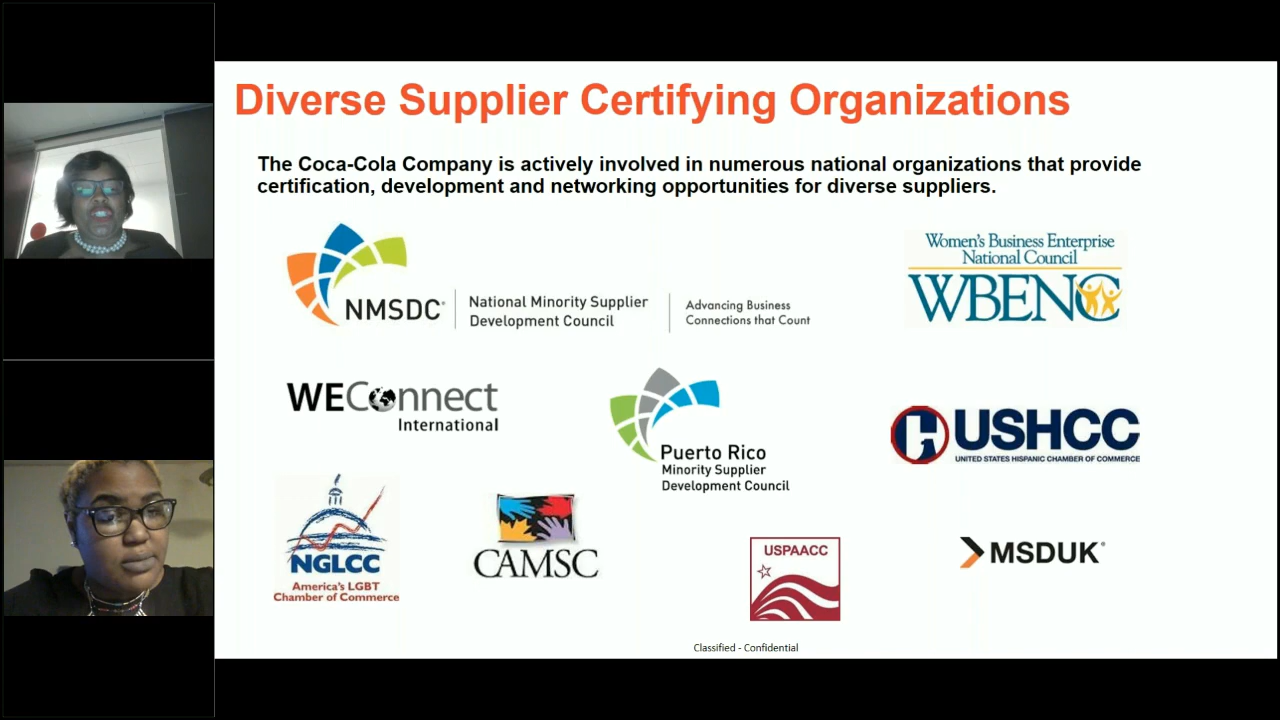 Diverse Supplier Certifying Organizations
The Coca-Cola Company is actively involved in numerous national organizations that provide
certification, development and networking opportunities for diverse suppliers.
NMSDC®
National Minority Supplier
Development Council
Advancing Business
Connections that Count
Women's Business Enterprise
National Council
WBENC
WEConnect
International
Puerto Rico
Minority Supplier
Development Council
USHCC
UNITED STATES HISPANIC CHAMBER OF COMMERCE
NGLCC
America's LGBT
Chamber of Commerce
CAMSC
USPAACC
MSDUK®
Classified - Confidential